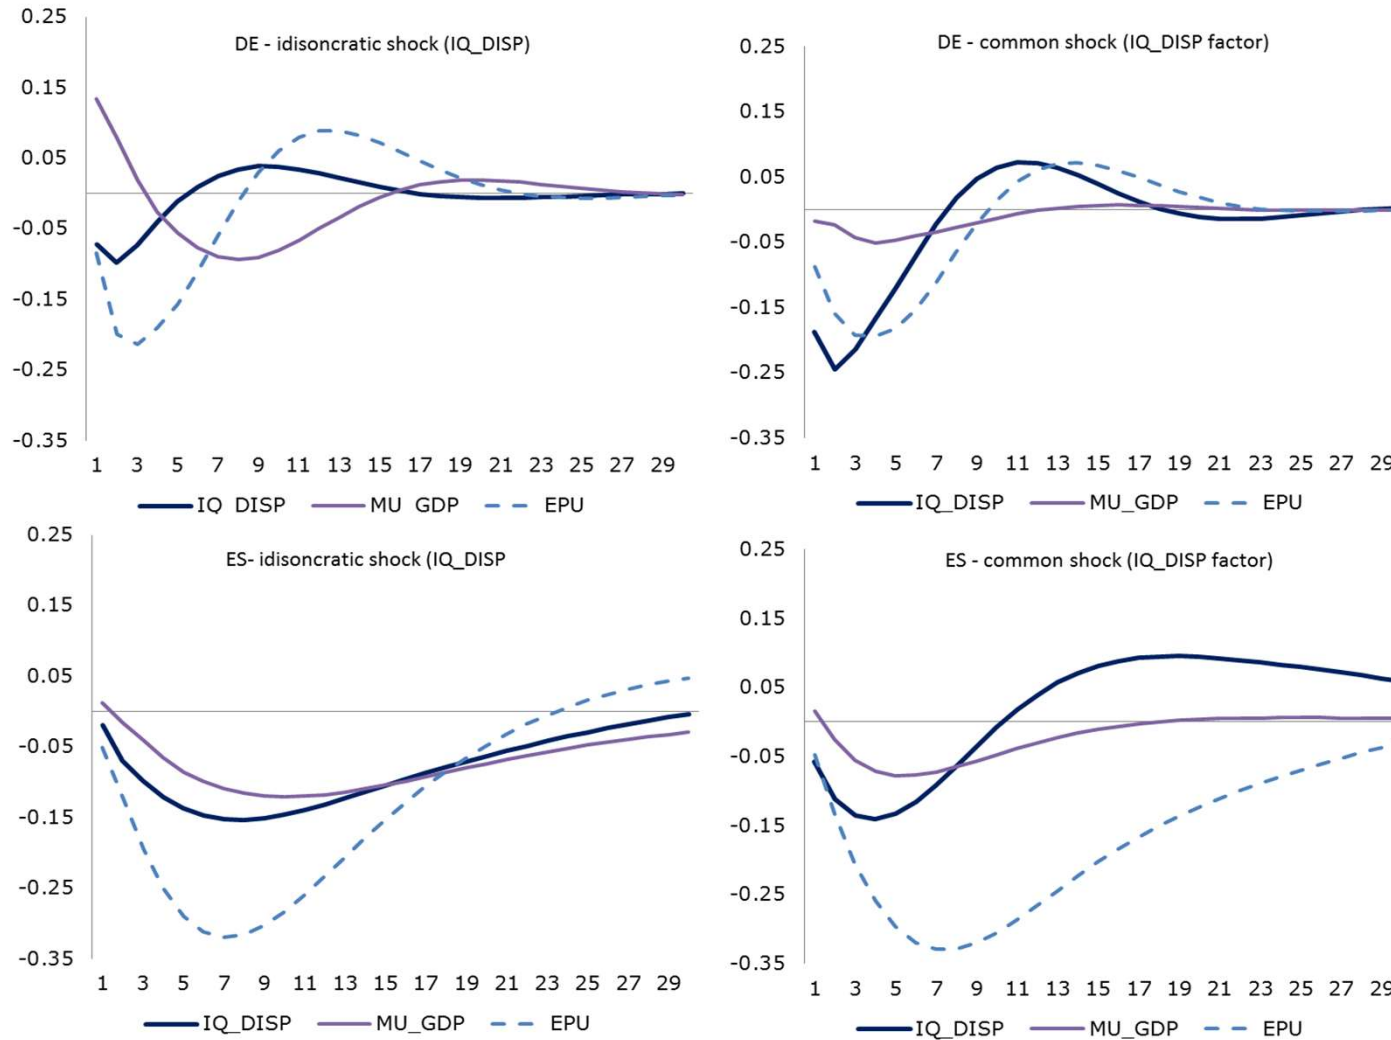 DE - idisoncratic shock (IQ_DISP)
0.25
0.15
0.05
-0.05
-0.15
-0.25
-0.35
1 3 5 7 9 11 13 15 17 19 21 23 25 27 29
IQ DISP MU GDP EPU
DE - common shock (IQ_DISP factor)
0.25
0.15
0.05
-0.05
-0.15
-0.25
-0.35
1 3 5 7 9 11 13 15 17 19 21 23 25 27 29
IQ_DISP MU_GDP EPU
ES- idisoncratic shock (IQ_DISP
0.25
0.15
0.05
-0.05
-0.15
-0.25
-0.35
1 3 5 7 9 11 13 15 17 19 21 23 25 27 29
IQ_DISP MU_GDP EPU
ES - common shock (IQ_DISP factor)
0.25
0.15
0.05
-0.05
-0.15
-0.25
-0.35
1 3 5 7 9 11 13 15 17 19 21 23 25 27 29
IQ_DISP MU_GDP EPU